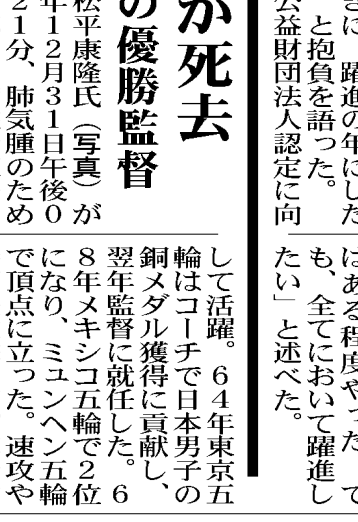 きに、躍進の年にした
と抱負を語った。
公益財団法人認定に向
はある程度やった。で
も、全てにおいて躍進し
たい」と述べた。
が死去
の優勝監督
松平康隆氏（写真）が
年１２月３１日午後０
２１分、肺気腫のため
して活躍。６４年東京五
輪はコーチで日本男子の
銅メダル獲得に貢献し、
翌年監督に就任した。６
８年メキシコ五輪で２位
になり、ミュンヘン五輪
で頂点に立った。速攻や